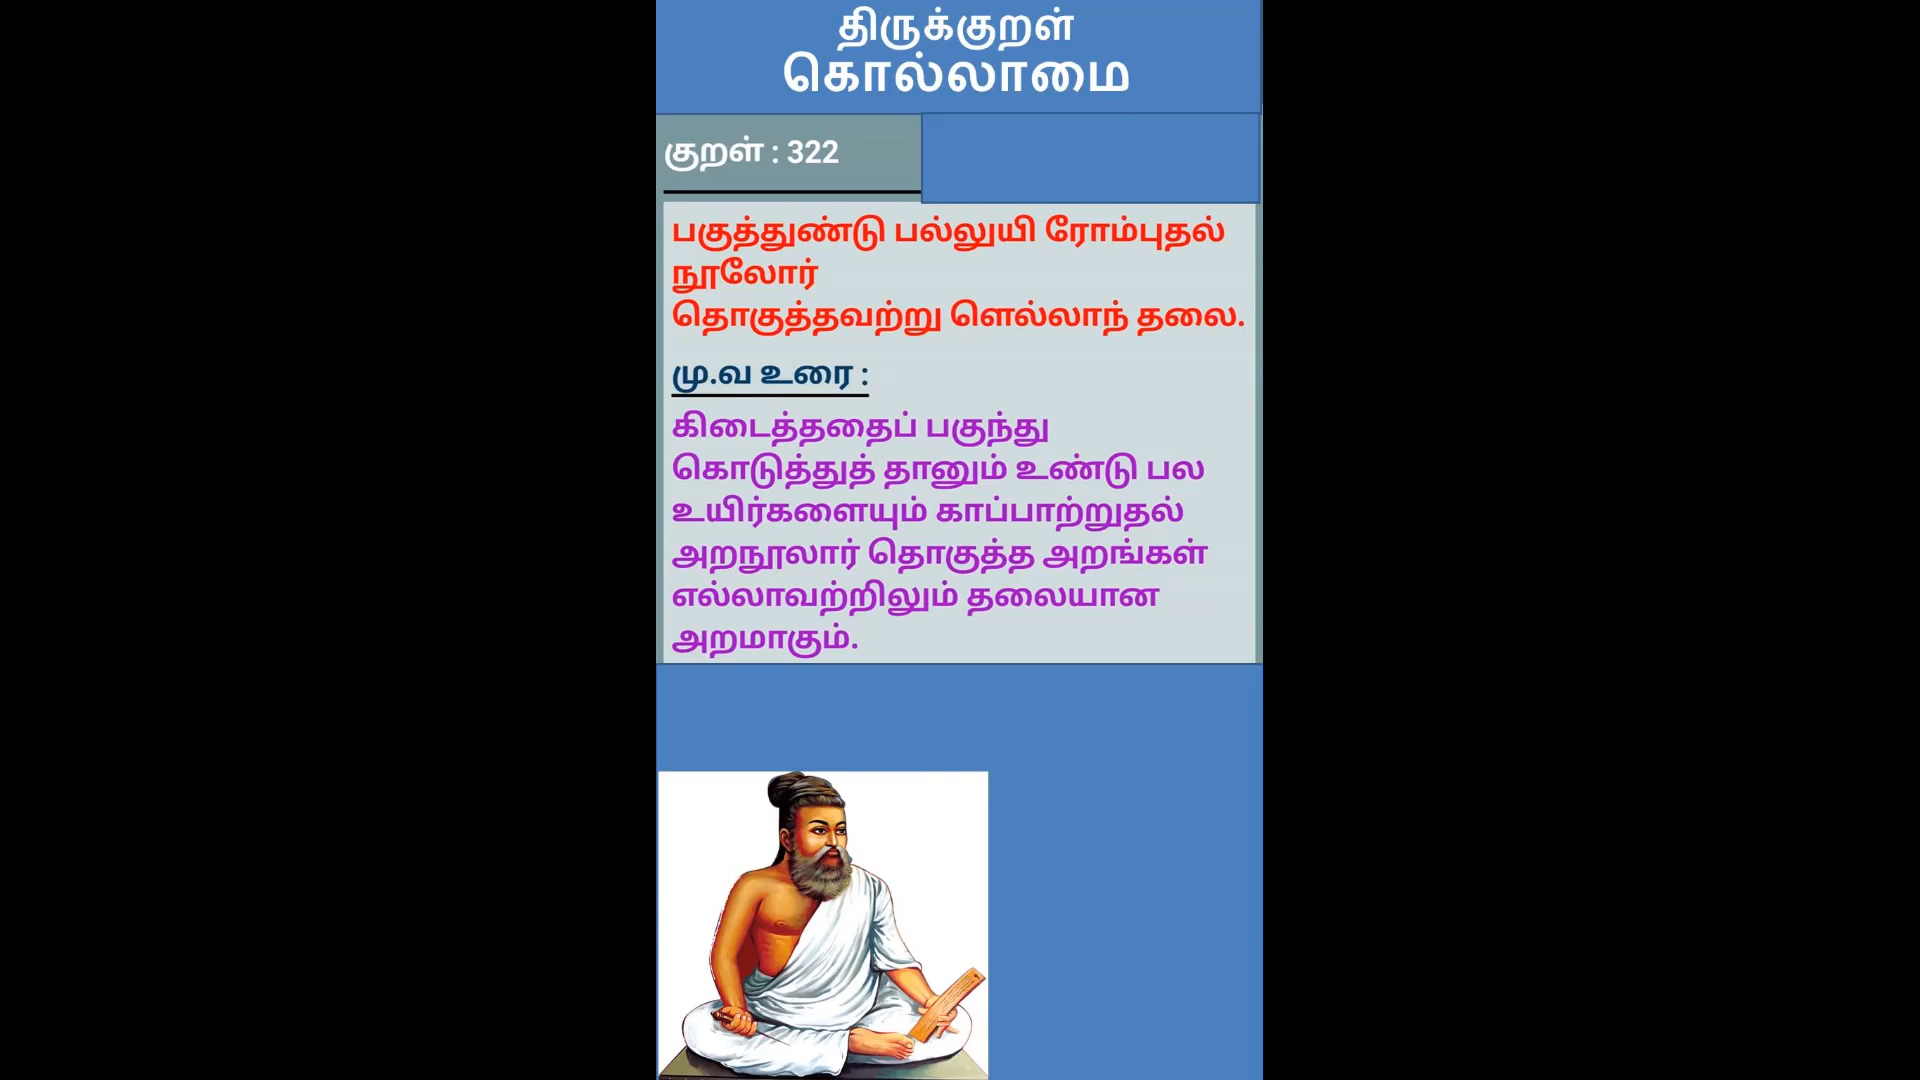 திருக்குறள்
கொல்லாமை
குறள் : 322
பகுத்துண்டு பல்லுயி ரோம்புதல்
நூலோர்
தொகுத்தவற்று ளெல்லாந் தலை.
மு.வ உரை :
கிடைத்ததைப் பகுந்து
கொடுத்துத் தானும் உண்டு பல
உயிர்களையும் காப்பாற்றுதல்
அறநூலார் தொகுத்த அறங்கள்
எல்லாவற்றிலும் தலையான
அறமாகும்.